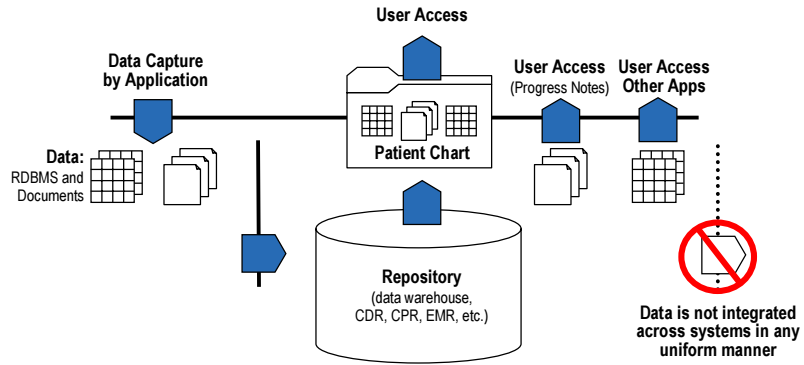 User Access
Data Capture
by Application
User Access
(Progress Notes)
User Access
Other Apps
Patient Chart
Data:
RDBMS and
Documents
Repository
(data warehouse,
CDR, CPR, EMR, etc.)
Data is not integrated
across systems in any
uniform manner